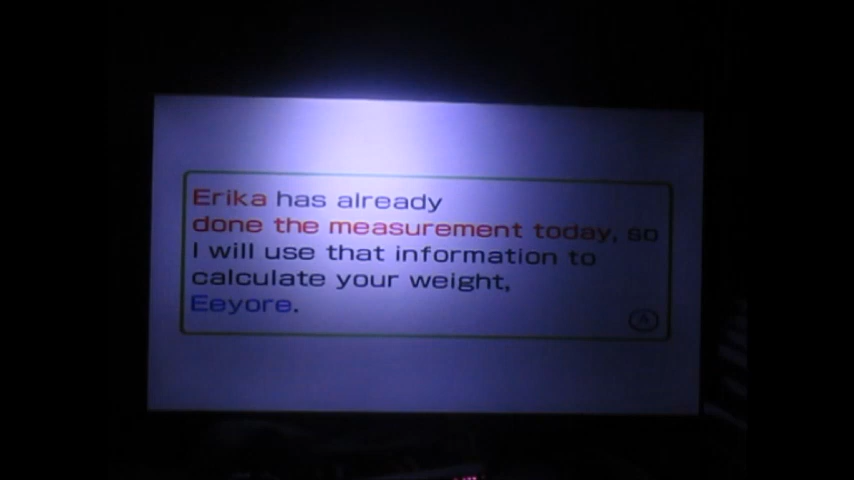 Erika has already
done the measurement today, so
I will use that information to
calculate your weight,
Eeyore.
A